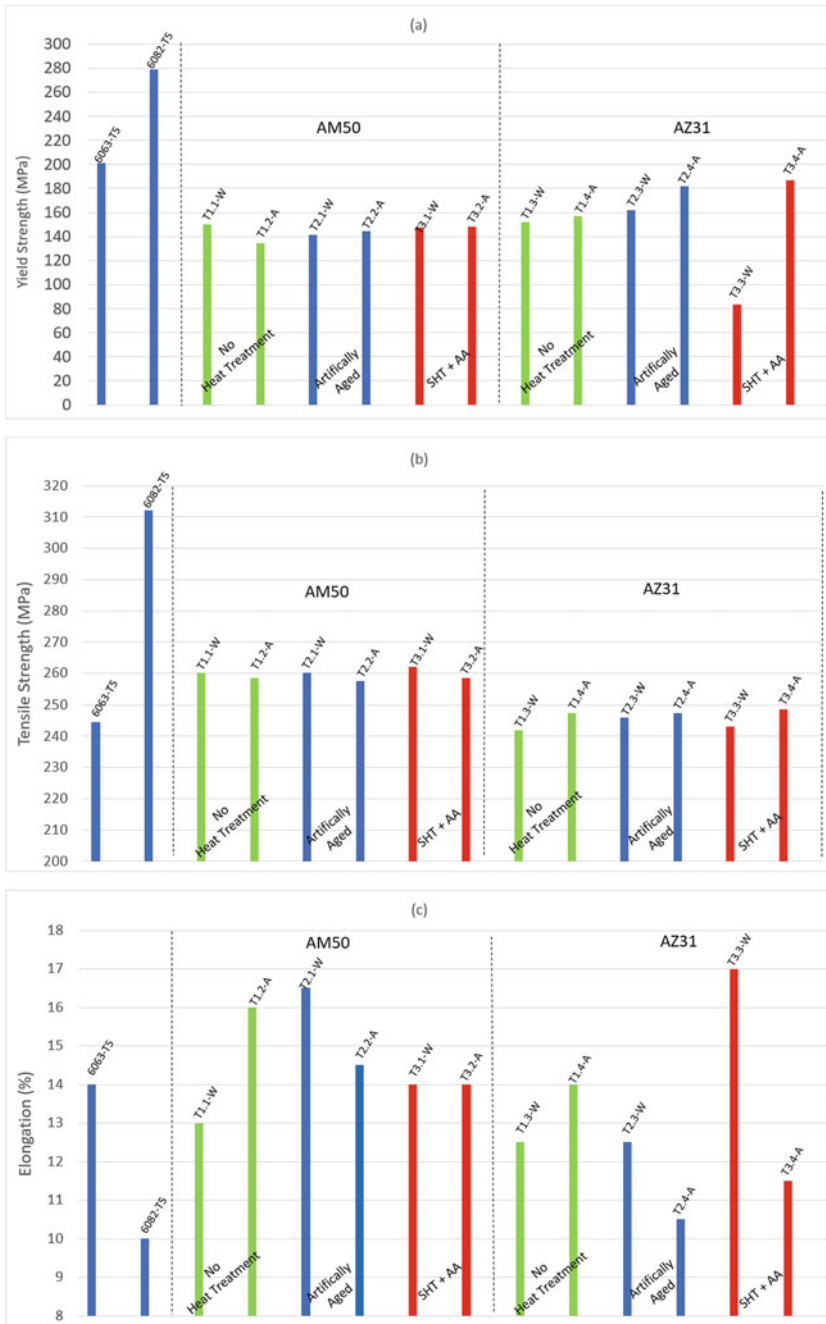 (a)
Yield Strength (MPa)
300
280
260
240
220
200
180
160
140
120
100
80
60
40
20
0
6063-T5
6082-T5
AM50
T1.1-W
T1.2-A
T2.1-W
T2.2-A
T3.1-W
T3.2-A
No
Heat Treatment
Artifically
Aged
SHT + AA
AZ31
T1.3-W
T1.4-A
T2.3-W
T2.4-A
T3.3-W
T3.4-A
No
Heat Treatment
Artifically
Aged
SHT + AA
(b)
Tensile Strength (MPa)
320
310
300
290
280
270
260
250
240
230
220
210
200
6063-T5
6082-T5
AM50
T1.1-W
T1.2-A
T2.1-W
T2.2-A
T3.1-W
T3.2-A
No
Heat Treatment
Artifically
Aged
SHT + AA
AZ31
T1.3-W
T1.4-A
T2.3-W
T2.4-A
T3.3-W
T3.4-A
No
Heat Treatment
Artifically
Aged
SHT + AA
(c)
Elongation (%)
18
17
16
15
14
13
12
11
10
9
8
6063-T5
6082-T5
AM50
T1.1-W
T1.2-A
T2.1-W
T2.2-A
T3.1-W
T3.2-A
No
Heat Treatment
Artifically
Aged
SHT + AA
AZ31
T1.3-W
T1.4-A
T2.3-W
T2.4-A
T3.3-W
T3.4-A
No
Heat Treatment
Artifically
Aged
SHT + AA